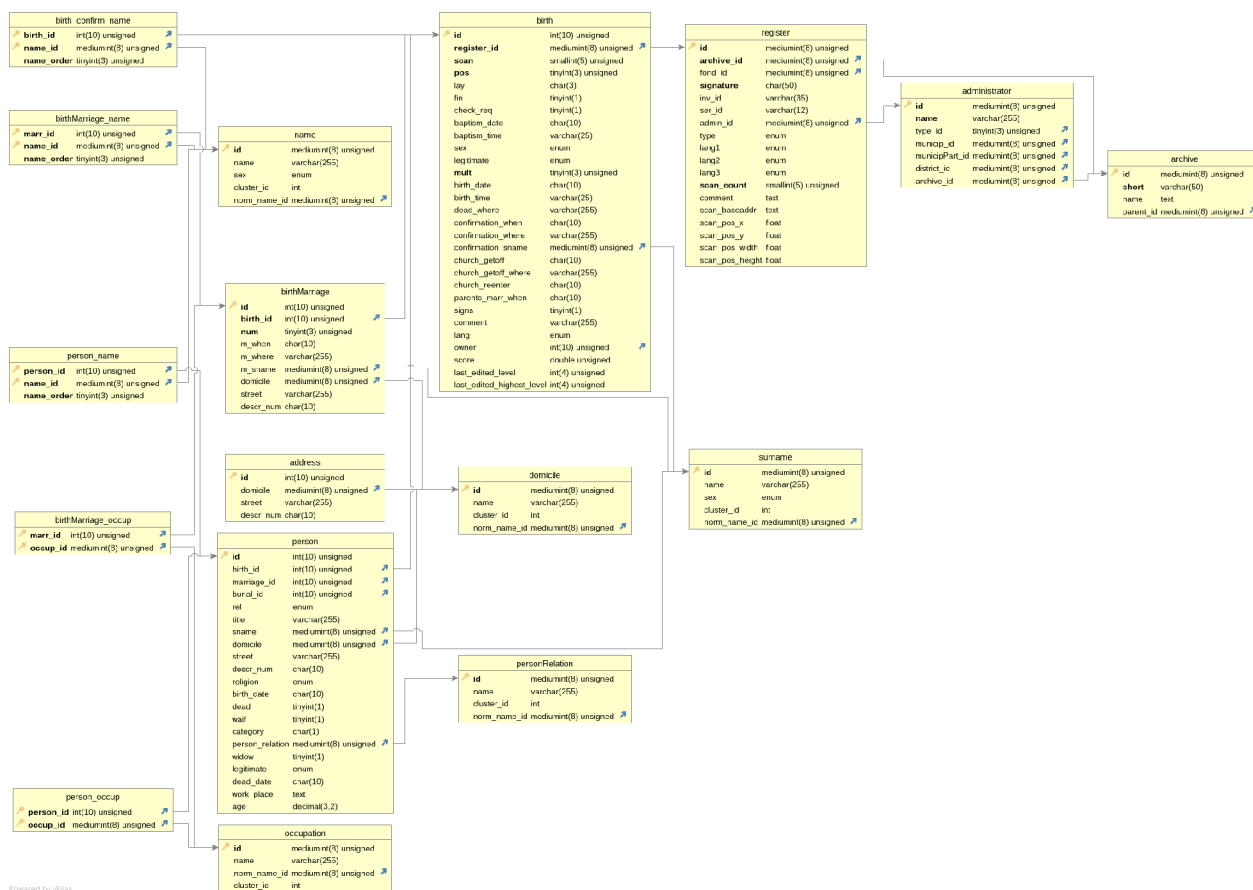 birth_confirm_name
birth_id int(10) unsigned
name_id mediumint(8) unsigned
name_order tinyint(3) unsigned
birthMarriage_name
marr_id int(10) unsigned
name_id mediumint(8) unsigned
name_order tinyint(3) unsigned
name
id mediumint(8) unsigned
name varchar(255)
sex enum
cluster_id int
norm_name_id mediumint(8) unsigned
birthMarriage
id int(10) unsigned
birth_id int(10) unsigned
num tinyint(3) unsigned
m_when char(10)
m_where varchar(255)
m_sname mediumint(8) unsigned
domicile mediumint(8) unsigned
street varchar(255)
descr_num char(10)
person_name
person_id int(10) unsigned
name_id mediumint(8) unsigned
name_order tinyint(3) unsigned
address
id int(10) unsigned
domicile mediumint(8) unsigned
street varchar(255)
descr_num char(10)
birthMarriage_occup
marr_id int(10) unsigned
occup_id mediumint(8) unsigned
person
id int(10) unsigned
birth_id int(10) unsigned
marriage_id int(10) unsigned
burial_id int(10) unsigned
rel enum
title varchar(255)
sname mediumint(8) unsigned
domicile mediumint(8) unsigned
street varchar(255)
descr_num char(10)
religion enum
birth_date char(10)
dead tinyint(1)
waif tinyint(1)
category char(1)
person_relation mediumint(8) unsigned
widow tinyint(1)
legitimate enum
dead_date char(10)
work_place text
age decimal(3,2)
person_occup
person_id int(10) unsigned
occup_id mediumint(8) unsigned
occupation
id mediumint(8) unsigned
name varchar(255)
norm_name_id mediumint(8) unsigned
cluster_id int
birth
id int(10) unsigned
register_id mediumint(8) unsigned
scan smallint(5) unsigned
pos tinyint(3) unsigned
lay char(3)
fin tinyint(1)
check_req tinyint(1)
baptism_date char(10)
baptism_time varchar(25)
sex enum
legitimate enum
mult tinyint(3) unsigned
birth_date char(10)
birth_time varchar(25)
dead_where varchar(255)
confirmation_when char(10)
confirmation_where varchar(255)
confirmation_sname mediumint(8) unsigned
church_getoff char(10)
church_getoff_where varchar(255)
church_reenter char(10)
parents_marr_when char(10)
signs tinyint(1)
comment varchar(255)
lang enum
owner int(10) unsigned
score double unsigned
last_edited_level int(4) unsigned
last_edited_highest_level int(4) unsigned
domicile
id mediumint(8) unsigned
name varchar(255)
cluster_id int
norm_name_id mediumint(8) unsigned
personRelation
id mediumint(8) unsigned
name varchar(255)
cluster_id int
norm_name_id mediumint(8) unsigned
register
id mediumint(8) unsigned
archive_id mediumint(8) unsigned
fond_id mediumint(8) unsigned
signature char(50)
inv_id varchar(35)
ser_id varchar(12)
admin_id mediumint(8) unsigned
type enum
lang1 enum
lang2 enum
lang3 enum
scan_count smallint(5) unsigned
comment text
scan_baseaddr text
scan_pos_x float
scan_pos_y float
scan_pos_width float
scan_pos_height float
surname
id mediumint(8) unsigned
name varchar(255)
sex enum
cluster_id int
norm_name_id mediumint(8) unsigned
administrator
id mediumint(8) unsigned
name varchar(255)
type_id tinyint(3) unsigned
municip_id mediumint(8) unsigned
municipPart_id mediumint(8) unsigned
district_id mediumint(8) unsigned
archive_id mediumint(8) unsigned
archive
id mediumint(8) unsigned
short varchar(50)
name text
parent_id mediumint(8) unsigned
Powered by yFiles